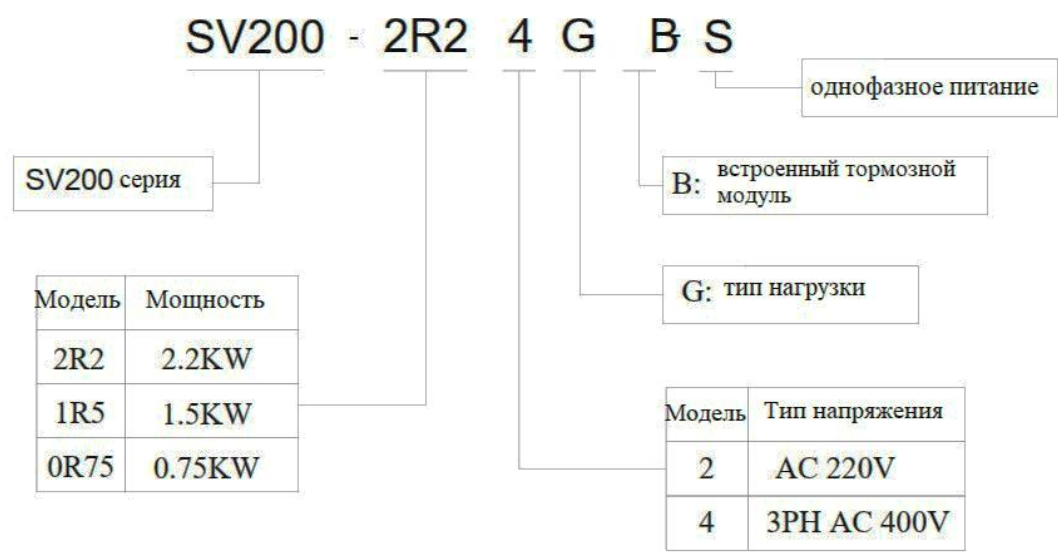 SV200 - 2R2 4 G B S
однофазное питание
SV200 серия
B: встроенный тормозной
модуль
G: тип нагрузки
Модель Мощность
2R2 2.2KW
1R5 1.5KW
0R75 0.75KW
Модель Тип напряжения
2 AC 220V
4 3PH AC 400V